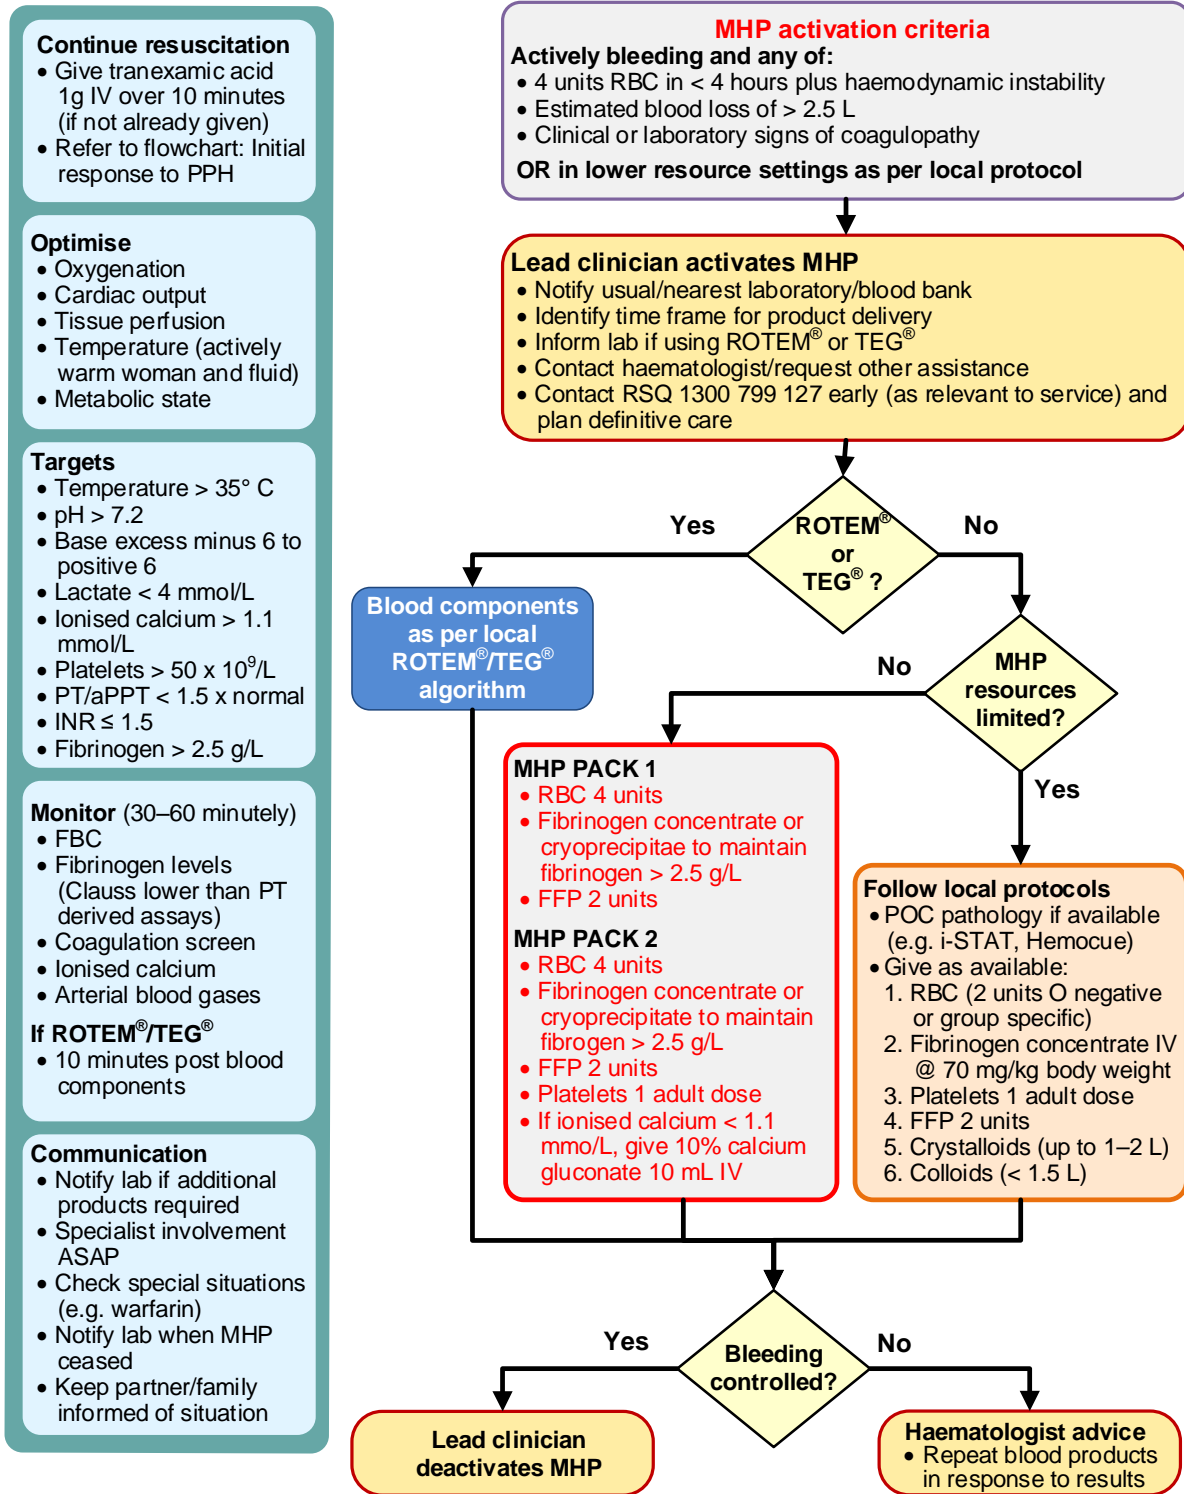 Continue resuscitation
• Give tranexamic acid
1g IV over 10 minutes
(if not already given)
• Refer to flowchart: Initial
response to PPH
Optimise
• Oxygenation
• Cardiac output
• Tissue perfusion
• Temperature (actively
warm woman and fluid)
• Metabolic state
Targets
• Temperature > 35° C
• pH > 7.2
• Base excess minus 6 to
positive 6
• Lactate < 4 mmol/L
• Ionised calcium > 1.1
mmol/L
• Platelets > 50 x 10⁹/L
• PT/aPPT < 1.5 x normal
• INR ≤ 1.5
• Fibrinogen > 2.5 g/L
Monitor (30–60 minutely)
• FBC
• Fibrinogen levels
(Clauss lower than PT
derived assays)
• Coagulation screen
• Ionised calcium
• Arterial blood gases
If ROTEM®/TEG®
• 10 minutes post blood
components
Communication
• Notify lab if additional
products required
• Specialist involvement
ASAP
• Check special situations
(e.g. warfarin)
• Notify lab when MHP
ceased
• Keep partner/family
informed of situation
MHP activation criteria
Actively bleeding and any of:
• 4 units RBC in < 4 hours plus haemodynamic instability
• Estimated blood loss of > 2.5 L
• Clinical or laboratory signs of coagulopathy
OR in lower resource settings as per local protocol
Lead clinician activates MHP
• Notify usual/nearest laboratory/blood bank
• Identify time frame for product delivery
• Inform lab if using ROTEM® or TEG®
• Contact haematologist/request other assistance
• Contact RSQ 1300 799 127 early (as relevant to service) and
plan definitive care
Yes
ROTEM®
or
TEG® ?
No
Blood components
as per local
ROTEM®/TEG®
algorithm
No
MHP
resources
limited?
Yes
MHP PACK 1
• RBC 4 units
• Fibrinogen concentrate or
cryoprecipitae to maintain
fibrinogen > 2.5 g/L
• FFP 2 units
MHP PACK 2
• RBC 4 units
• Fibrinogen concentrate or
cryoprecipitate to maintain
fibrogen > 2.5 g/L
• FFP 2 units
• Platelets 1 adult dose
• If ionised calcium < 1.1
mmo/L, give 10% calcium
gluconate 10 mL IV
Follow local protocols
• POC pathology if available
(e.g. i-STAT, Hemocue)
• Give as available:
1. RBC (2 units O negative
or group specific)
2. Fibrinogen concentrate IV
@ 70 mg/kg body weight
3. Platelets 1 adult dose
4. FFP 2 units
5. Crystalloids (up to 1–2 L)
6. Colloids (< 1.5 L)
Yes
Bleeding
controlled?
No
Lead clinician
deactivates MHP
Haematologist advice
• Repeat blood products
in response to results